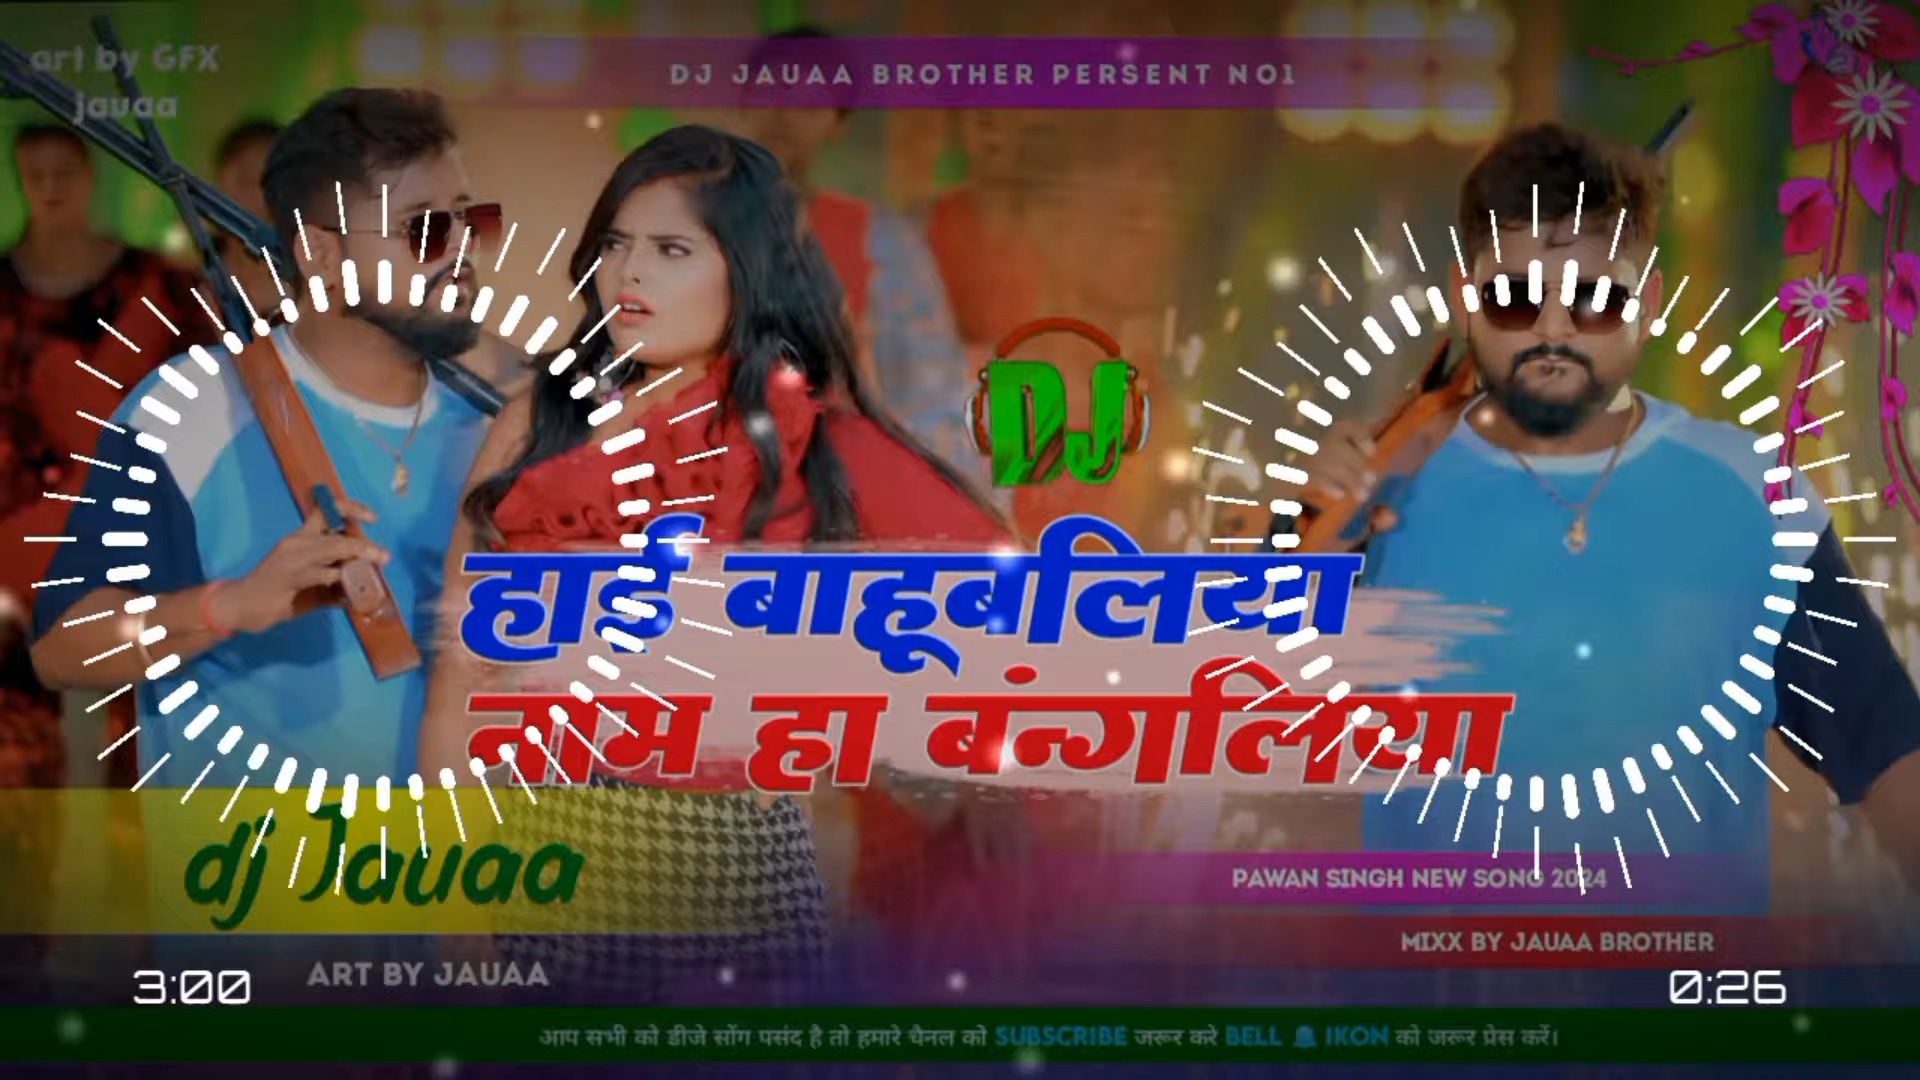 art by GFX
jauaa
DJ JAUAA BROTHER PERSENT NO1
DJ
हाई बाहूबलिया
नाम हा बंन्गलिया
dj Jauaa
PAWAN SINGH NEW SONG 2024
MIXX BY JAUAA BROTHER
3:00
ART BY JAUAA
0:26
आप सभी को डीजे सोंग पसंद है तो हमारे चैनल को SUBSCRIBE जरूर करे BELL IKON को जरूर प्रेस करें।